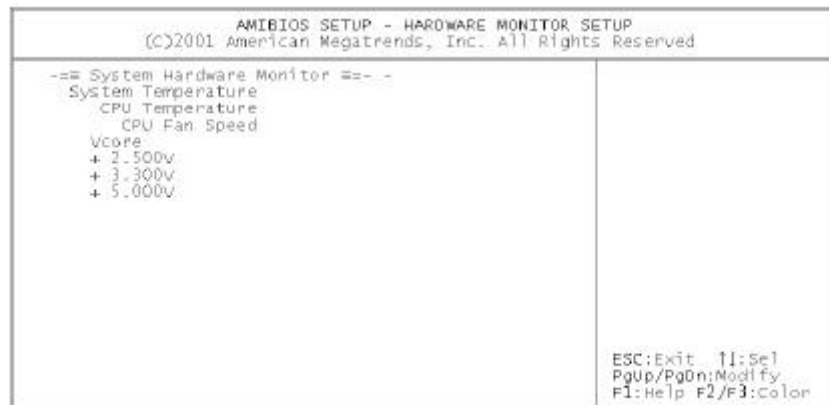 AMIBIOS SETUP - HARDWARE MONITOR SETUP
(C)2001 American Megatrends, Inc. All Rights Reserved
-=≡ System Hardware Monitor ≡=- -
System Temperature
CPU Temperature
CPU Fan Speed
Vcore
+ 2.500V
+ 3.300V
+ 5.000V
ESC:Exit ↑↓:Sel
PgUp/PgDn:Modify
F1:Help F2/F3:Color